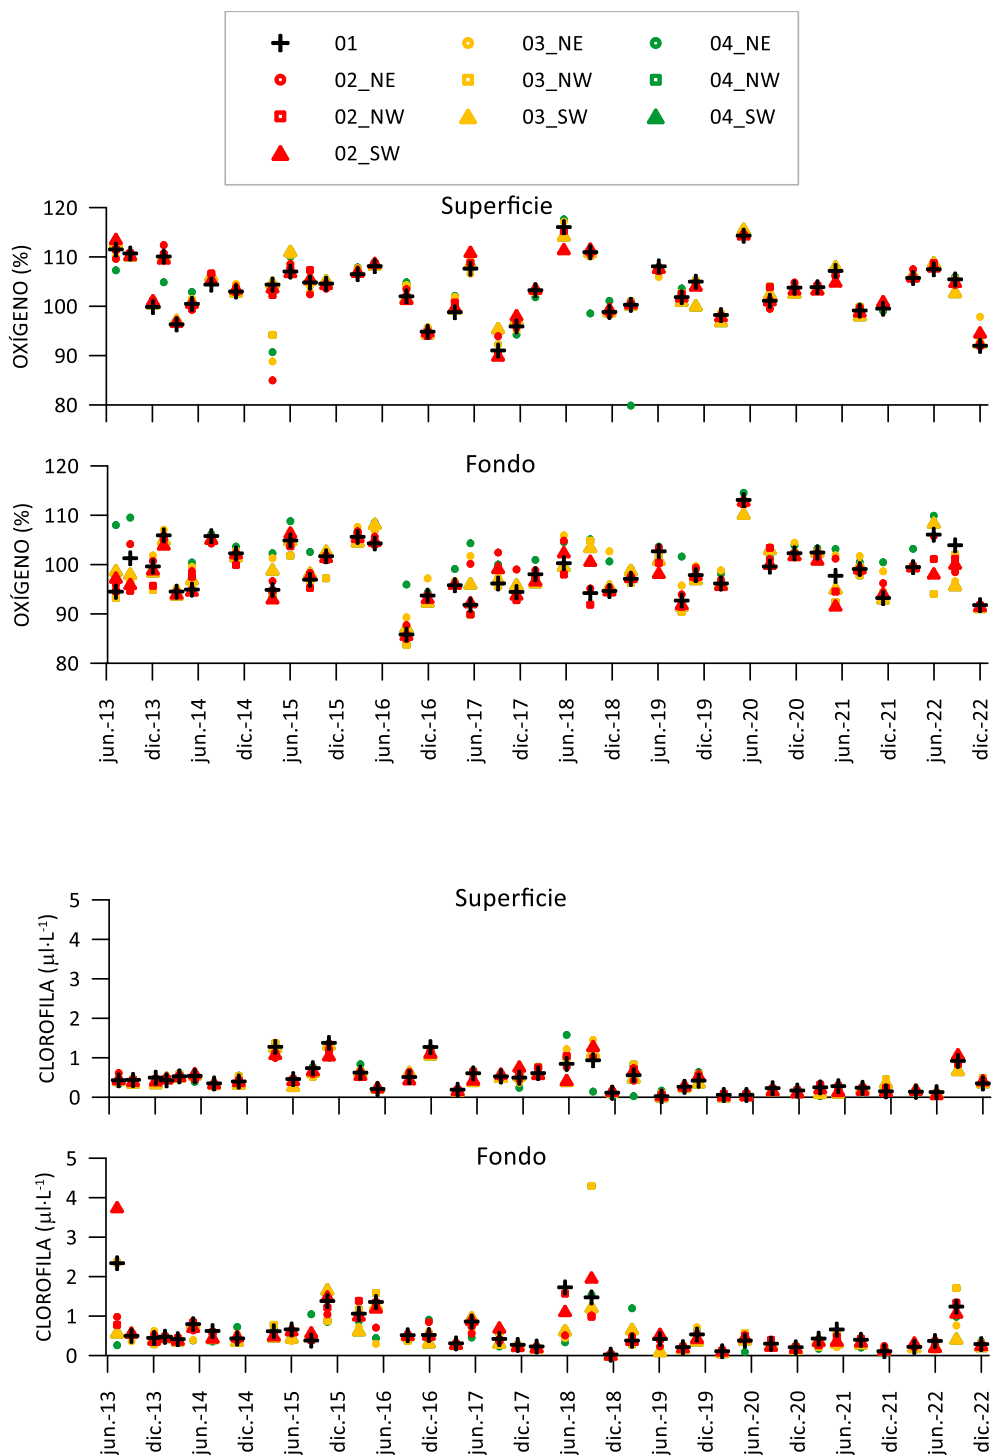 01 03_NE 04_NE
02_NE 03_NW 04_NW
02_NW 03_SW 04_SW
02_SW
Superficie
OXÍGENO (%)
120
110
100
90
80
Fondo
OXÍGENO (%)
120
110
100
90
80
jun.-13 dic.-13 jun.-14 dic.-14 jun.-15 dic.-15 jun.-16 dic.-16 jun.-17 dic.-17 jun.-18 dic.-18 jun.-19 dic.-19 jun.-20 dic.-20 jun.-21 dic.-21 jun.-22 dic.-22
Superficie
CLOROFILA (µl·L⁻¹)
5
4
3
2
1
0
Fondo
CLOROFILA (µl·L⁻¹)
5
4
3
2
1
0
jun.-13 dic.-13 jun.-14 dic.-14 jun.-15 dic.-15 jun.-16 dic.-16 jun.-17 dic.-17 jun.-18 dic.-18 jun.-19 dic.-19 jun.-20 dic.-20 jun.-21 dic.-21 jun.-22 dic.-22